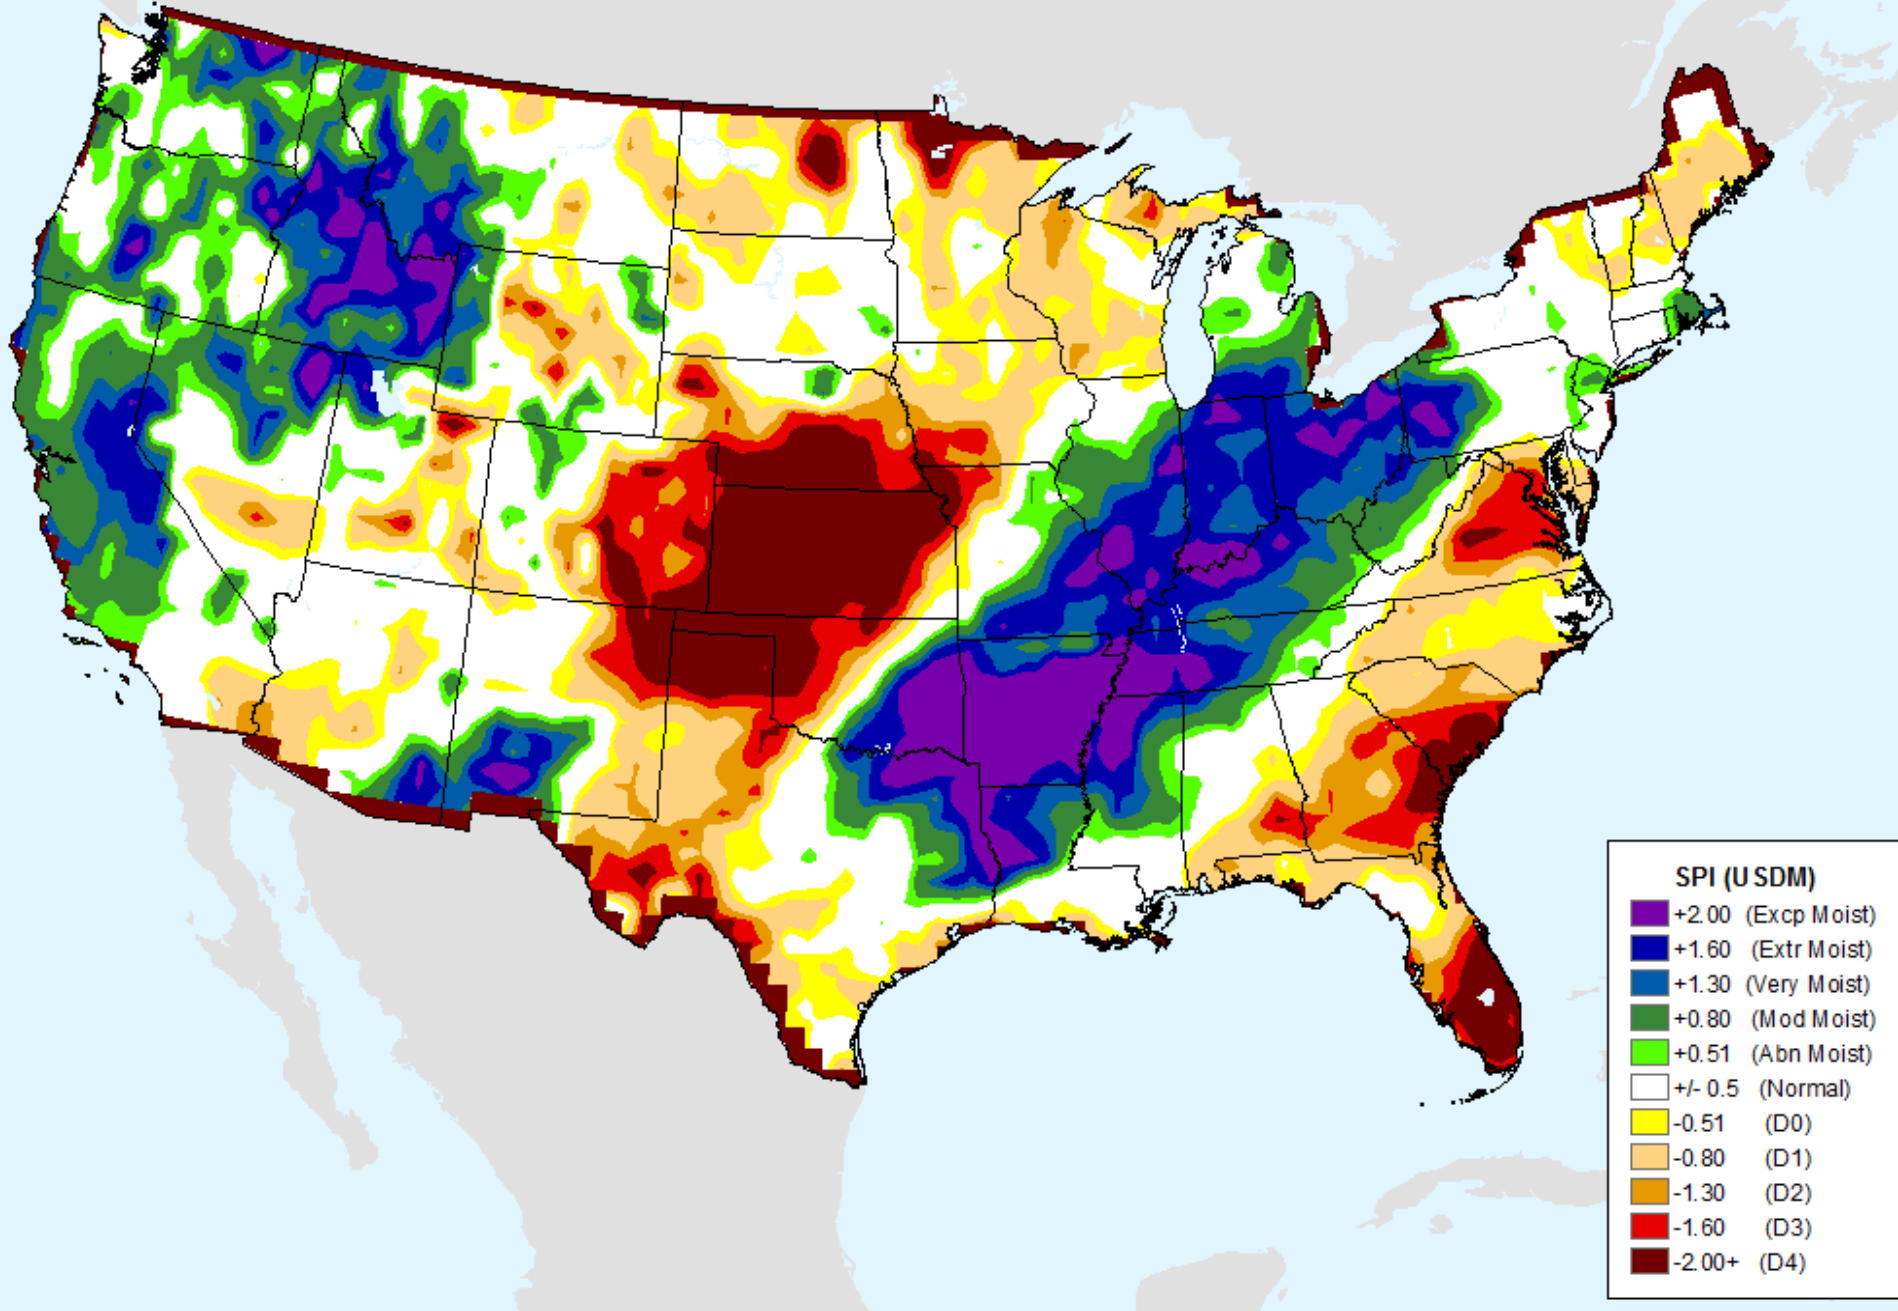 SPI (USDM)
+2.00 (Excp Moist)
+1.60 (Extr Moist)
+1.30 (Very Moist)
+0.80 (Mod Moist)
+0.51 (Abn Moist)
+/- 0.5 (Normal)
-0.51 (D0)
-0.80 (D1)
-1.30 (D2)
-1.60 (D3)
-2.00+ (D4)